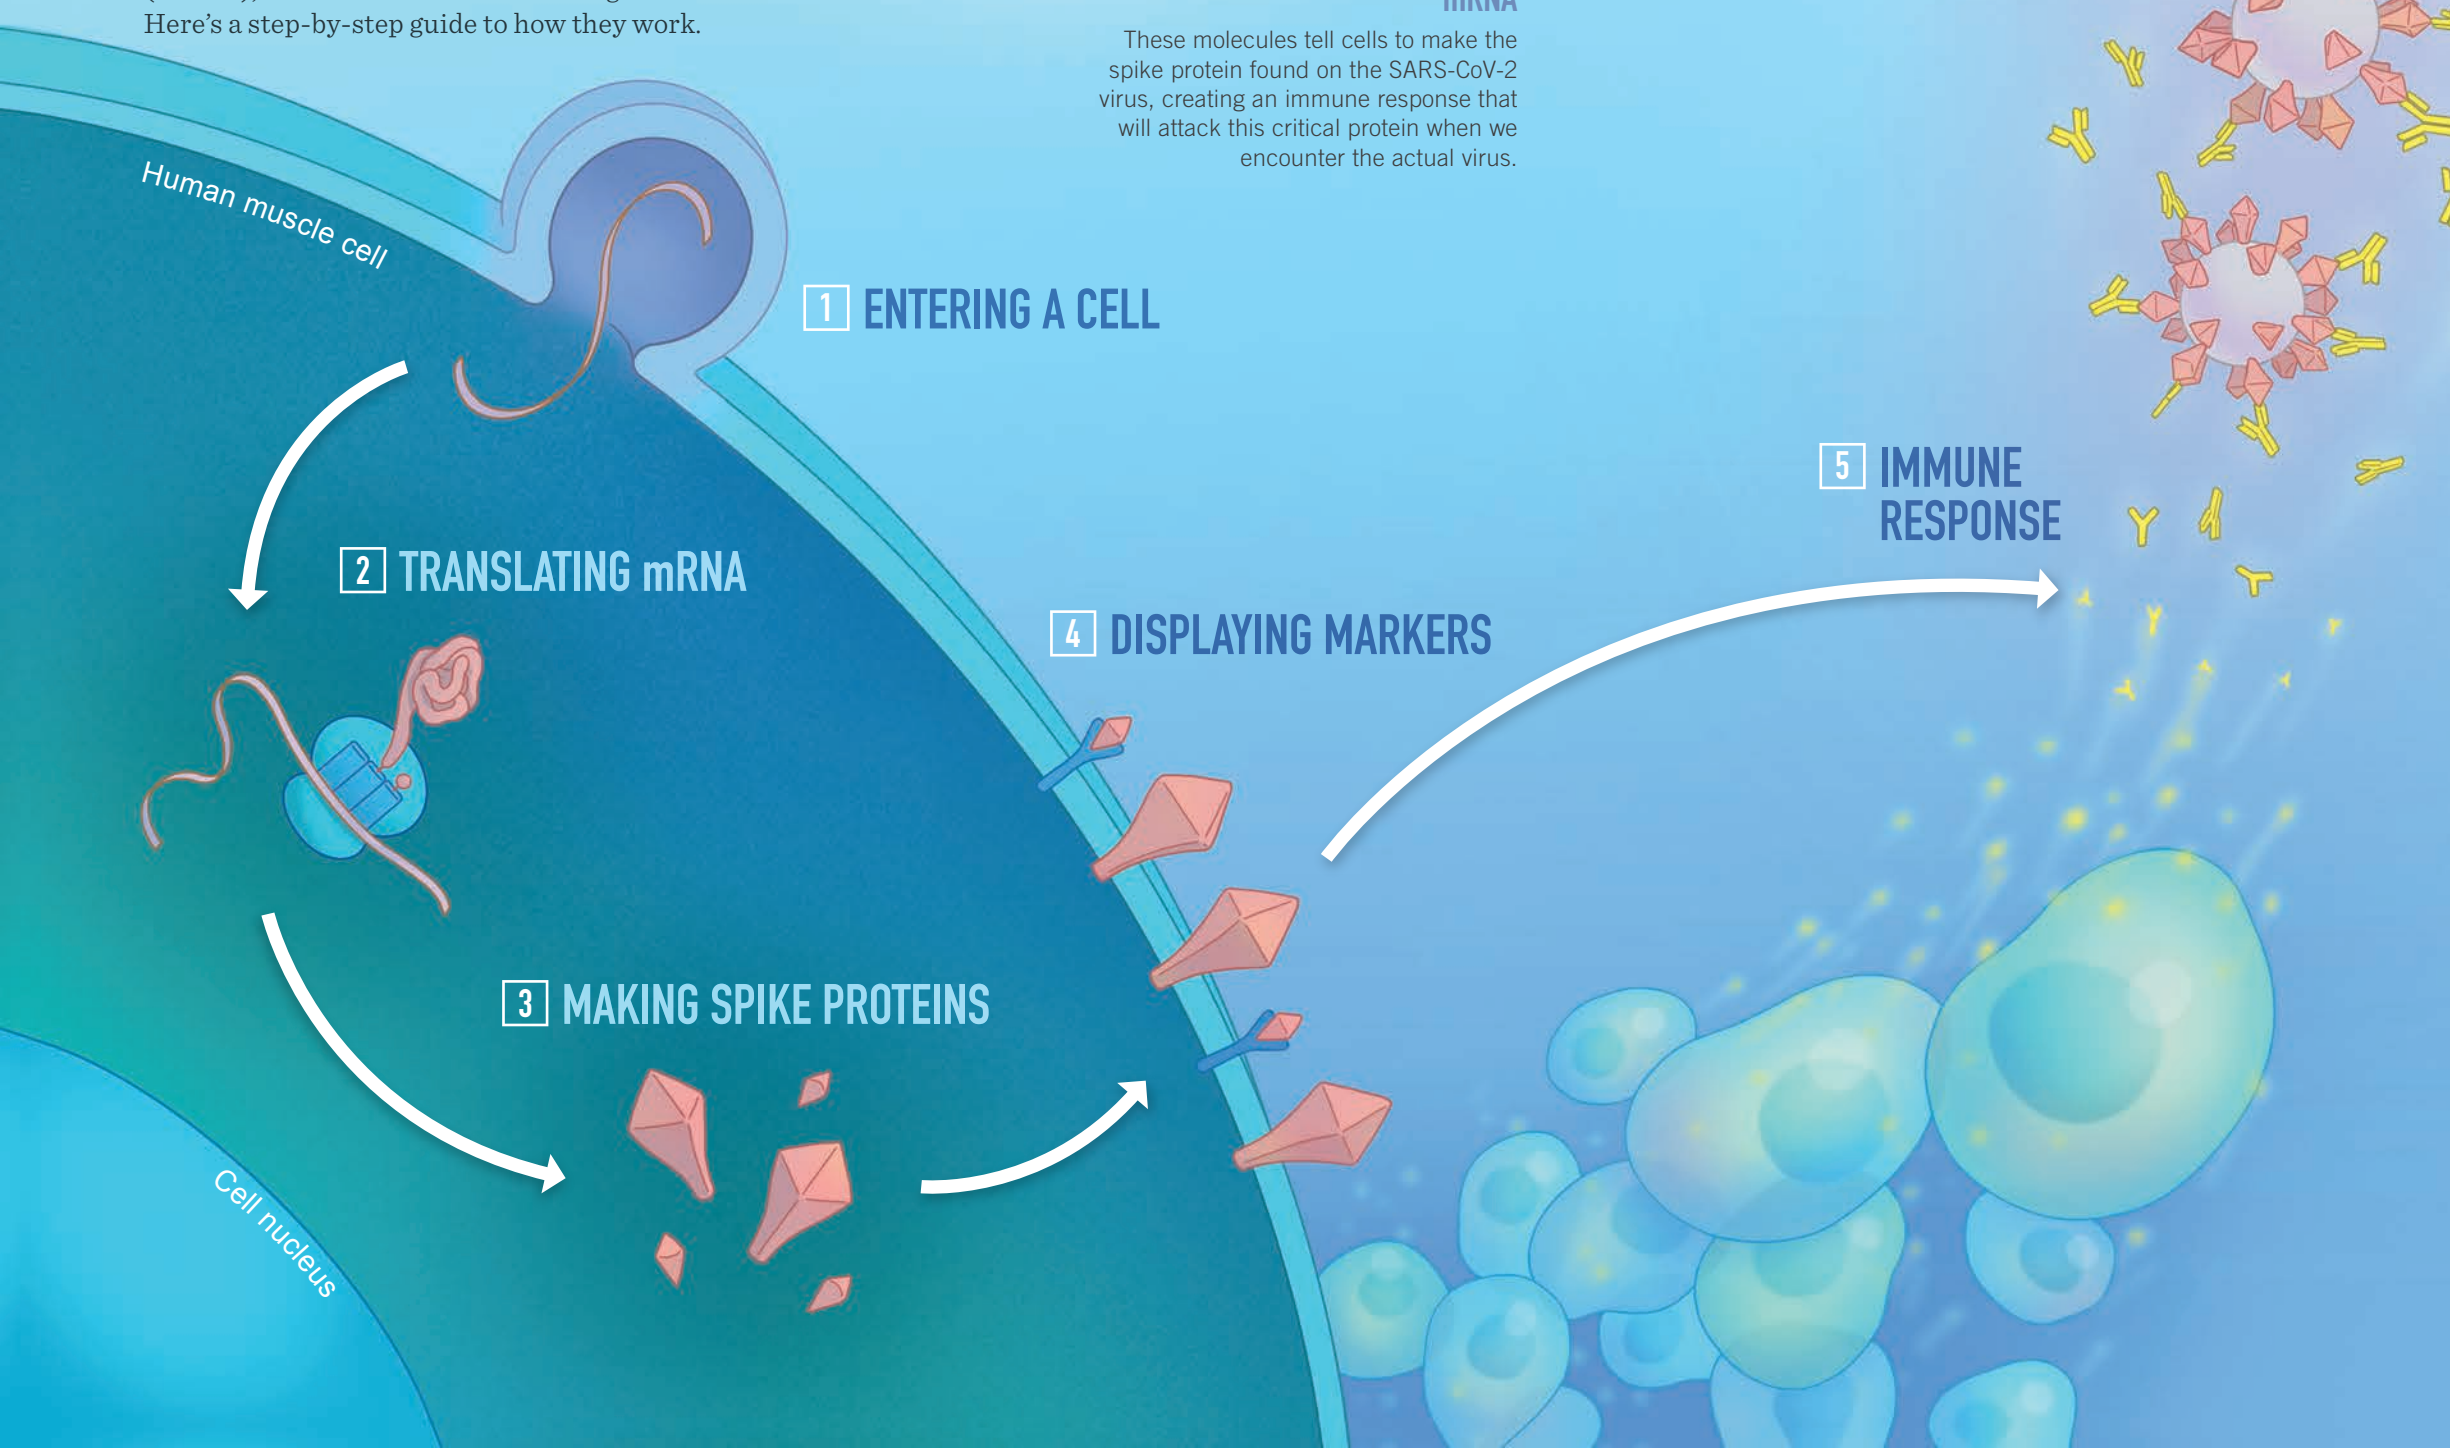 Here's a step-by-step guide to how they work.
mRNA
These molecules tell cells to make the
spike protein found on the SARS-CoV-2
virus, creating an immune response that
will attack this critical protein when we
encounter the actual virus.
Human muscle cell
1 ENTERING A CELL
2 TRANSLATING mRNA
3 MAKING SPIKE PROTEINS
4 DISPLAYING MARKERS
5 IMMUNE
RESPONSE
Cell nucleus